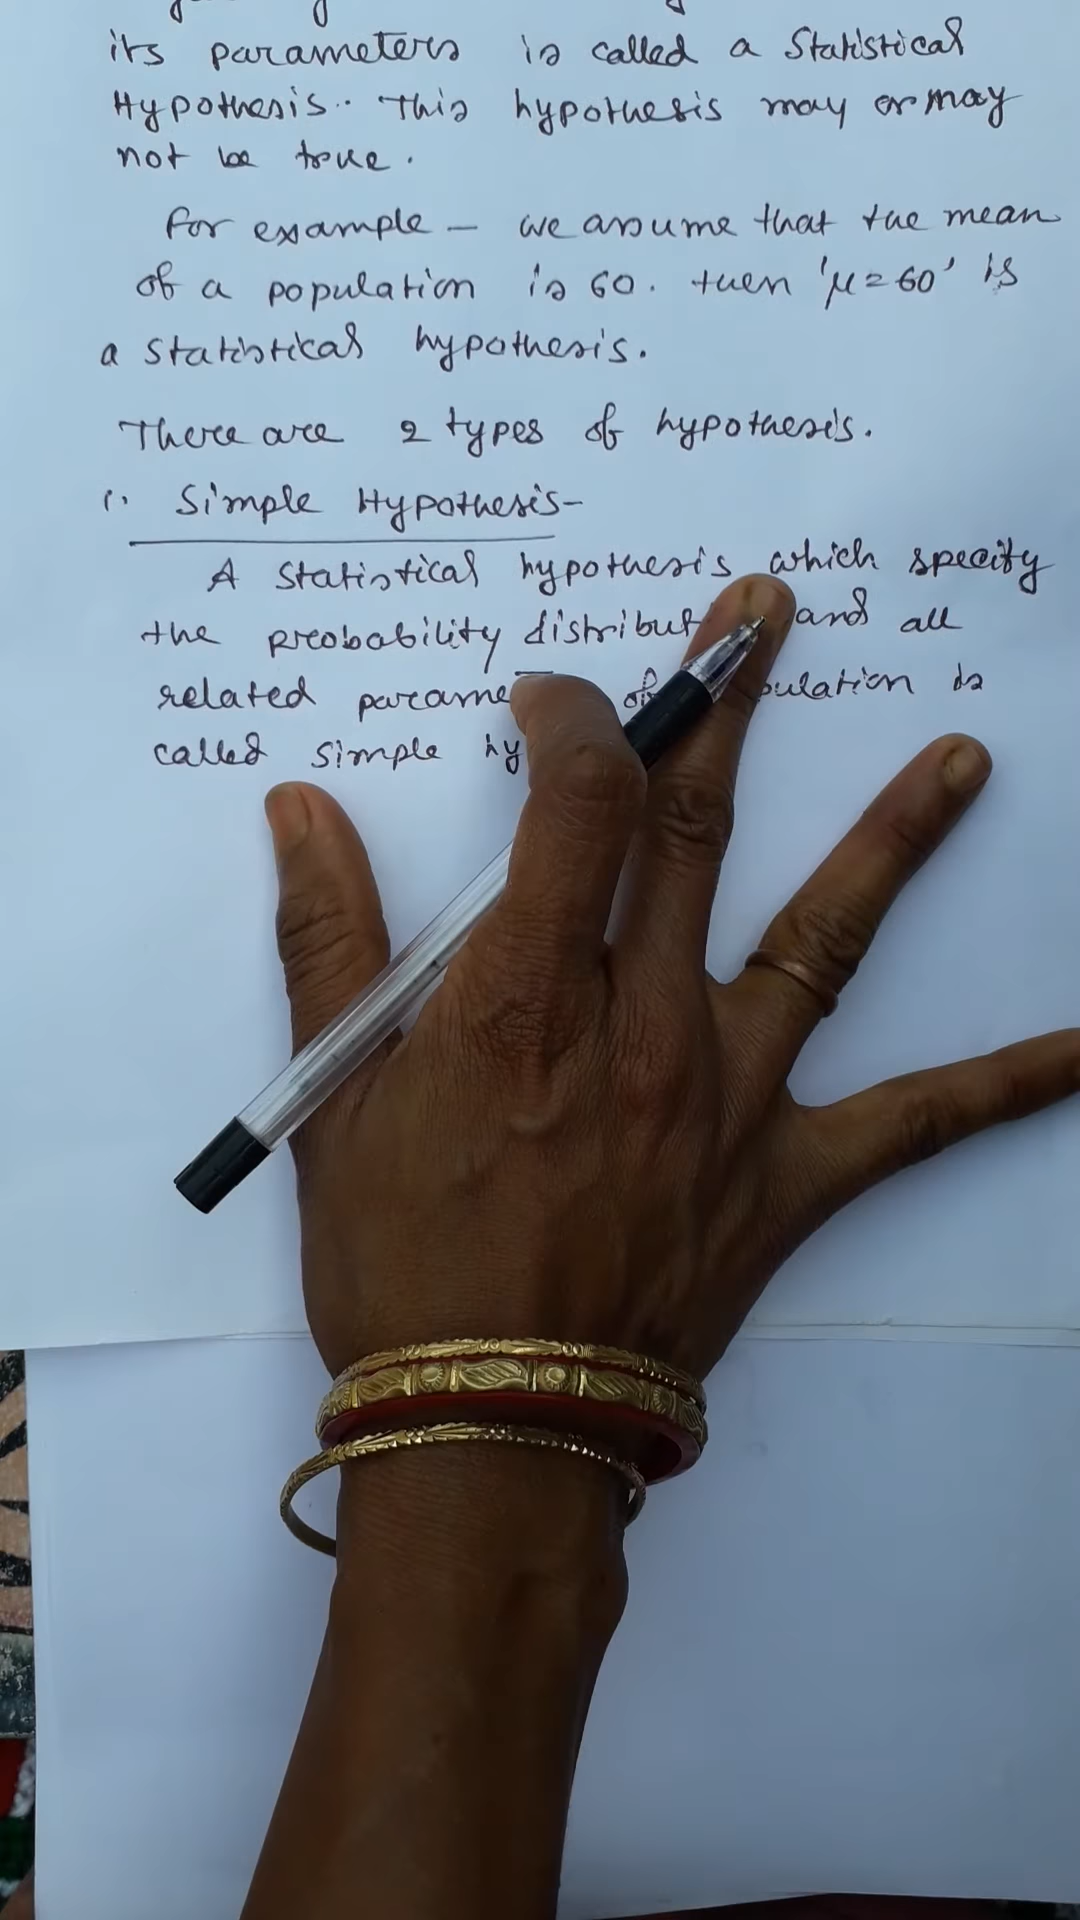 its parameters is called a Statistical
Hypothesis. This hypothesis may or may
not be true.
for example — we assume that the mean
of a population is 60. then 'μ=60' is
a statistical hypothesis.
There are 2 types of hypothesis.
1. Simple Hypothesis-
A statistical hypothesis which specify
the probability distribut and all
related parame of pulation is
called simple hy